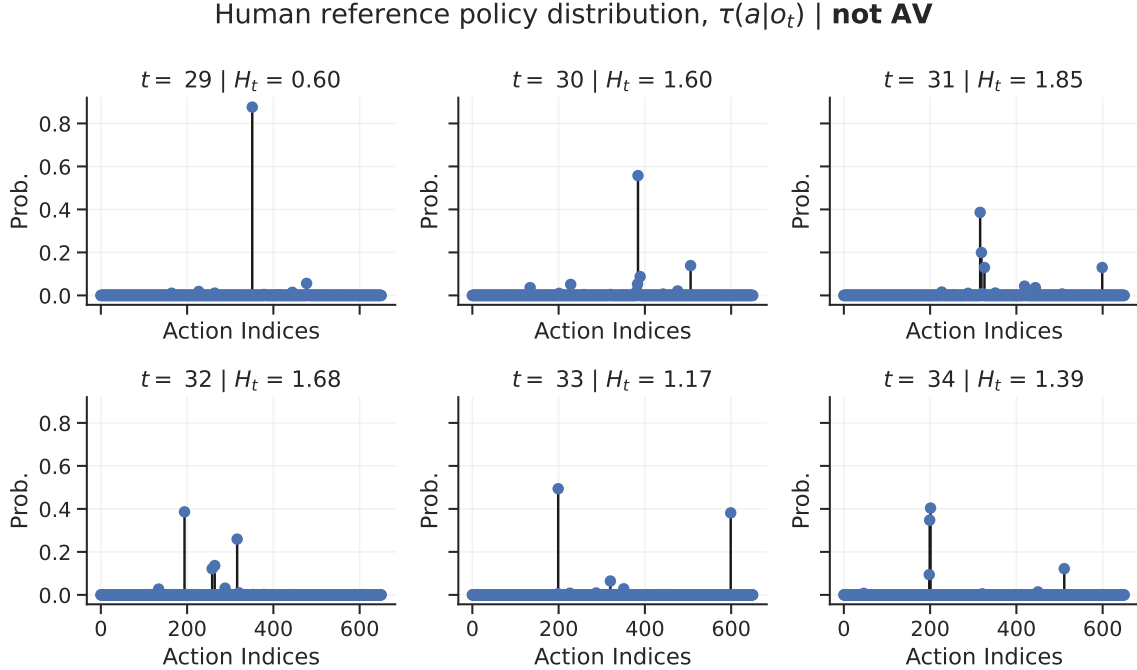 Human reference policy distribution, τ(a|oₜ) | not AV
t = 29 | Hₜ = 0.60
t = 30 | Hₜ = 1.60
t = 31 | Hₜ = 1.85
Prob.
0.8
0.6
0.4
0.2
0.0
Action Indices
Prob.
Action Indices
Prob.
Action Indices
t = 32 | Hₜ = 1.68
t = 33 | Hₜ = 1.17
t = 34 | Hₜ = 1.39
Prob.
0.8
0.6
0.4
0.2
0.0
0 200 400 600
Action Indices
Prob.
0 200 400 600
Action Indices
Prob.
0 200 400 600
Action Indices